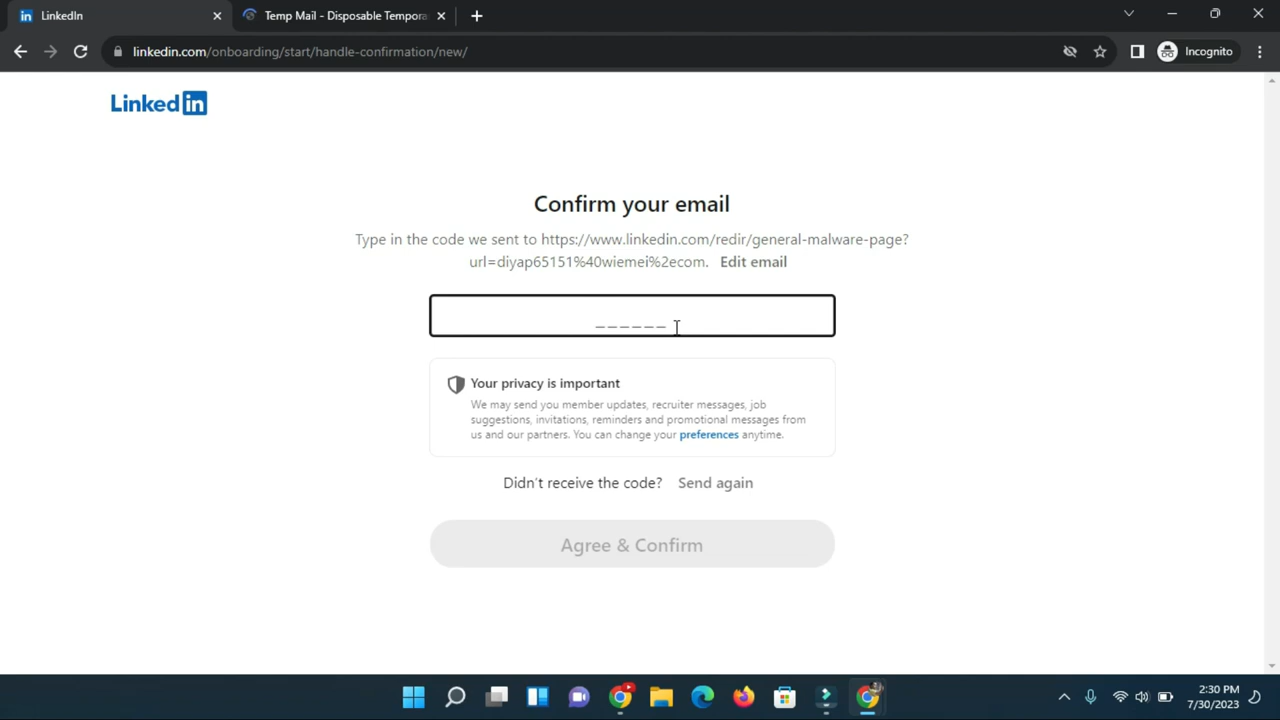 LinkedIn
Temp Mail - Disposable Tempora
linkedin.com/onboarding/start/handle-confirmation/new/
Incognito
Linked in
Confirm your email
Type in the code we sent to https://www.linkedin.com/redir/general-malware-page?
url=diyap65151%40wiemei%2ecom. Edit email
______
Your privacy is important
We may send you member updates, recruiter messages, job
suggestions, invitations, reminders and promotional messages from
us and our partners. You can change your preferences anytime.
Didn't receive the code? Send again
Agree & Confirm
2:30 PM
7/30/2023